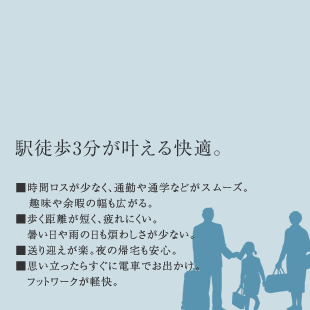 駅徒歩3分が叶える快適。
■時間ロスが少なく、通勤や通学などがスムーズ。
趣味や余暇の幅も広がる。
■歩く距離が短く、疲れにくい。
暑い日や雨の日も煩わしさが少ない。
■送り迎えが楽。夜の帰宅も安心。
■思い立ったらすぐに電車でお出かけ。
フットワークが軽快。